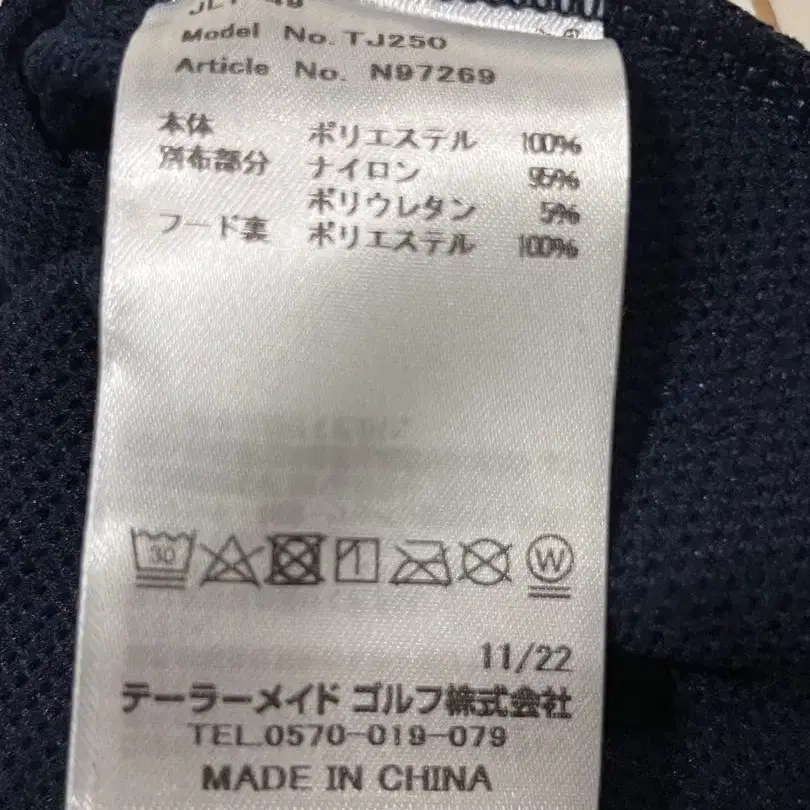 Model No. TJ250
Article No. N97269
本体 ポリエステル 100%
別布部分 ナイロン 95%
ポリウレタン 5%
フード裏 ポリエステル 100%
30
W
11/22
テーラーメイド ゴルフ株式会社
TEL.0570-019-079
MADE IN CHINA